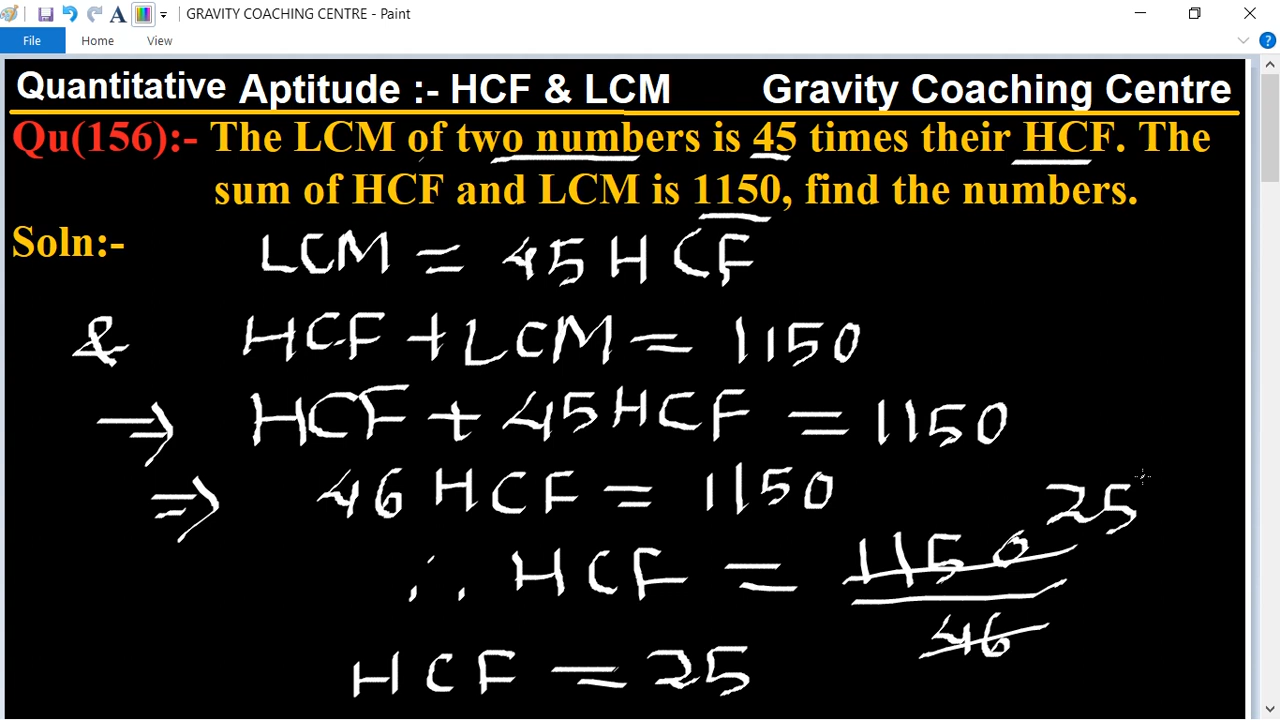 GRAVITY COACHING CENTRE - Paint
File Home View
Quantitative Aptitude :- HCF & LCM Gravity Coaching Centre
Qu(156):- The LCM of two numbers is 45 times their HCF. The
sum of HCF and LCM is 1150, find the numbers.
Soln:- LCM = 45 HCF
& HCF + LCM = 1150
⇒ HCF + 45 HCF = 1150
⇒ 46 HCF = 1150
25
∴ HCF = 1150
46
HCF = 25